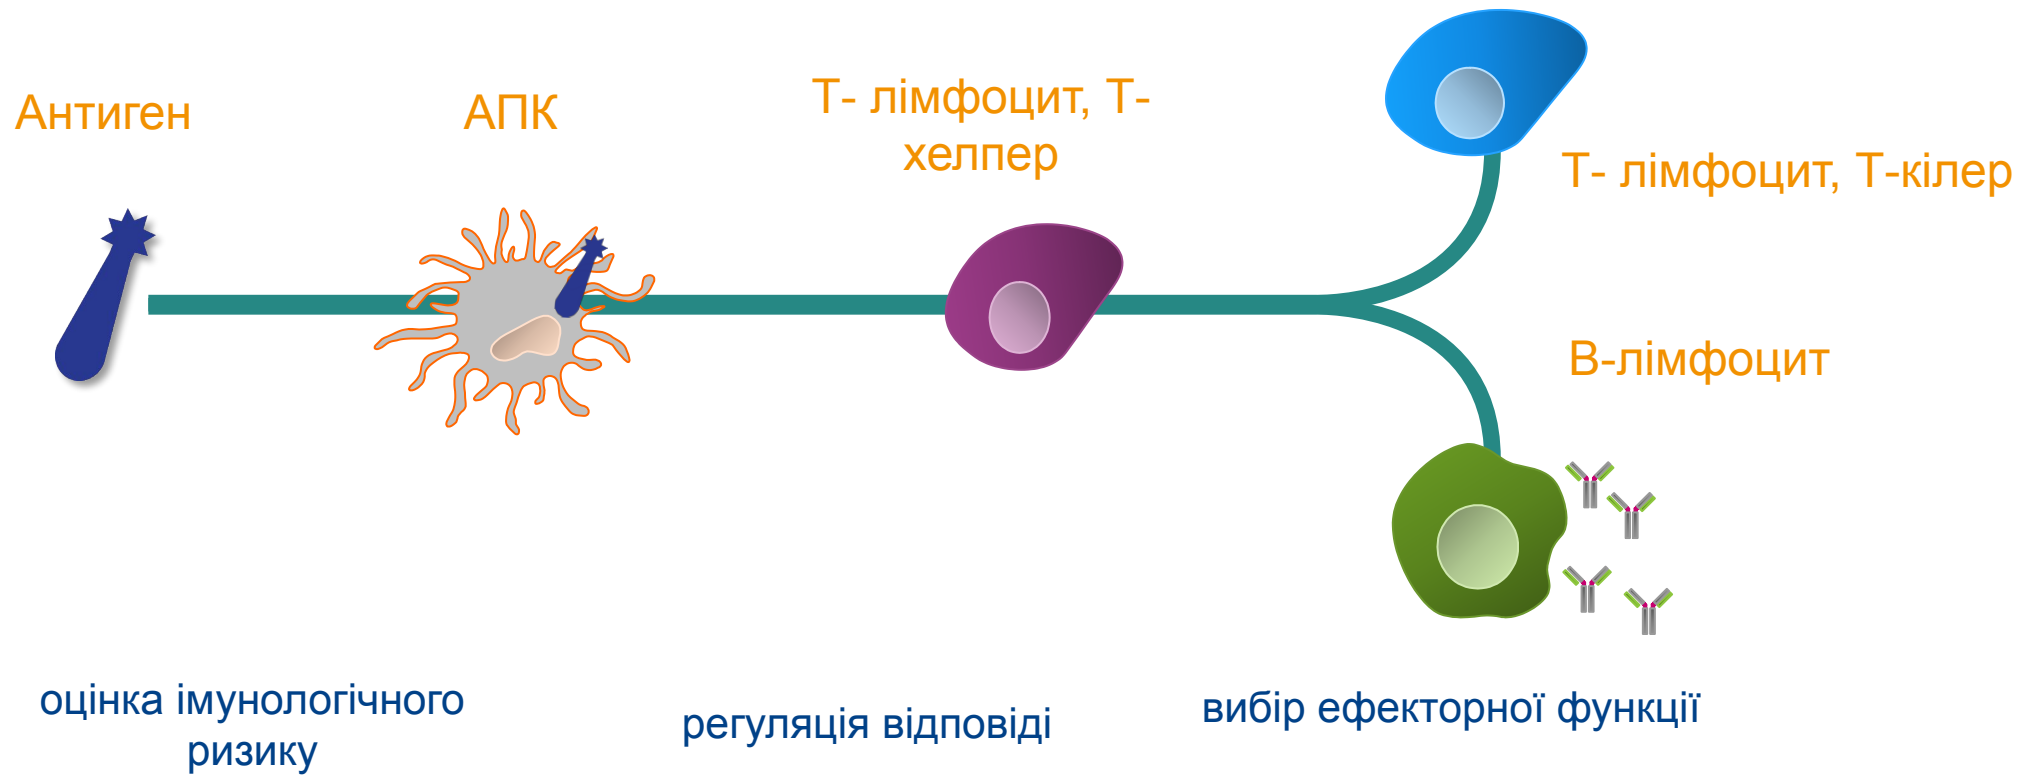 Антиген
АПК
Т- лімфоцит, Т-
хелпер
Т- лімфоцит, Т-кілер
В-лімфоцит
оцінка імунологічного
ризику
регуляція відповіді
вибір ефекторної функції